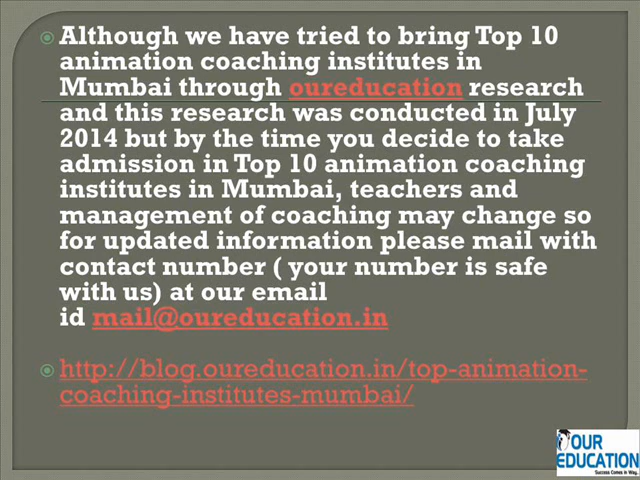 Although we have tried to bring Top 10
animation coaching institutes in
Mumbai through oureducation research
and this research was conducted in July
2014 but by the time you decide to take
admission in Top 10 animation coaching
institutes in Mumbai, teachers and
management of coaching may change so
for updated information please mail with
contact number ( your number is safe
with us) at our email
id mail@oureducation.in
http://blog.oureducation.in/top-animation-
coaching-institutes-mumbai/
OUR
EDUCATION
Success Comes in Way.